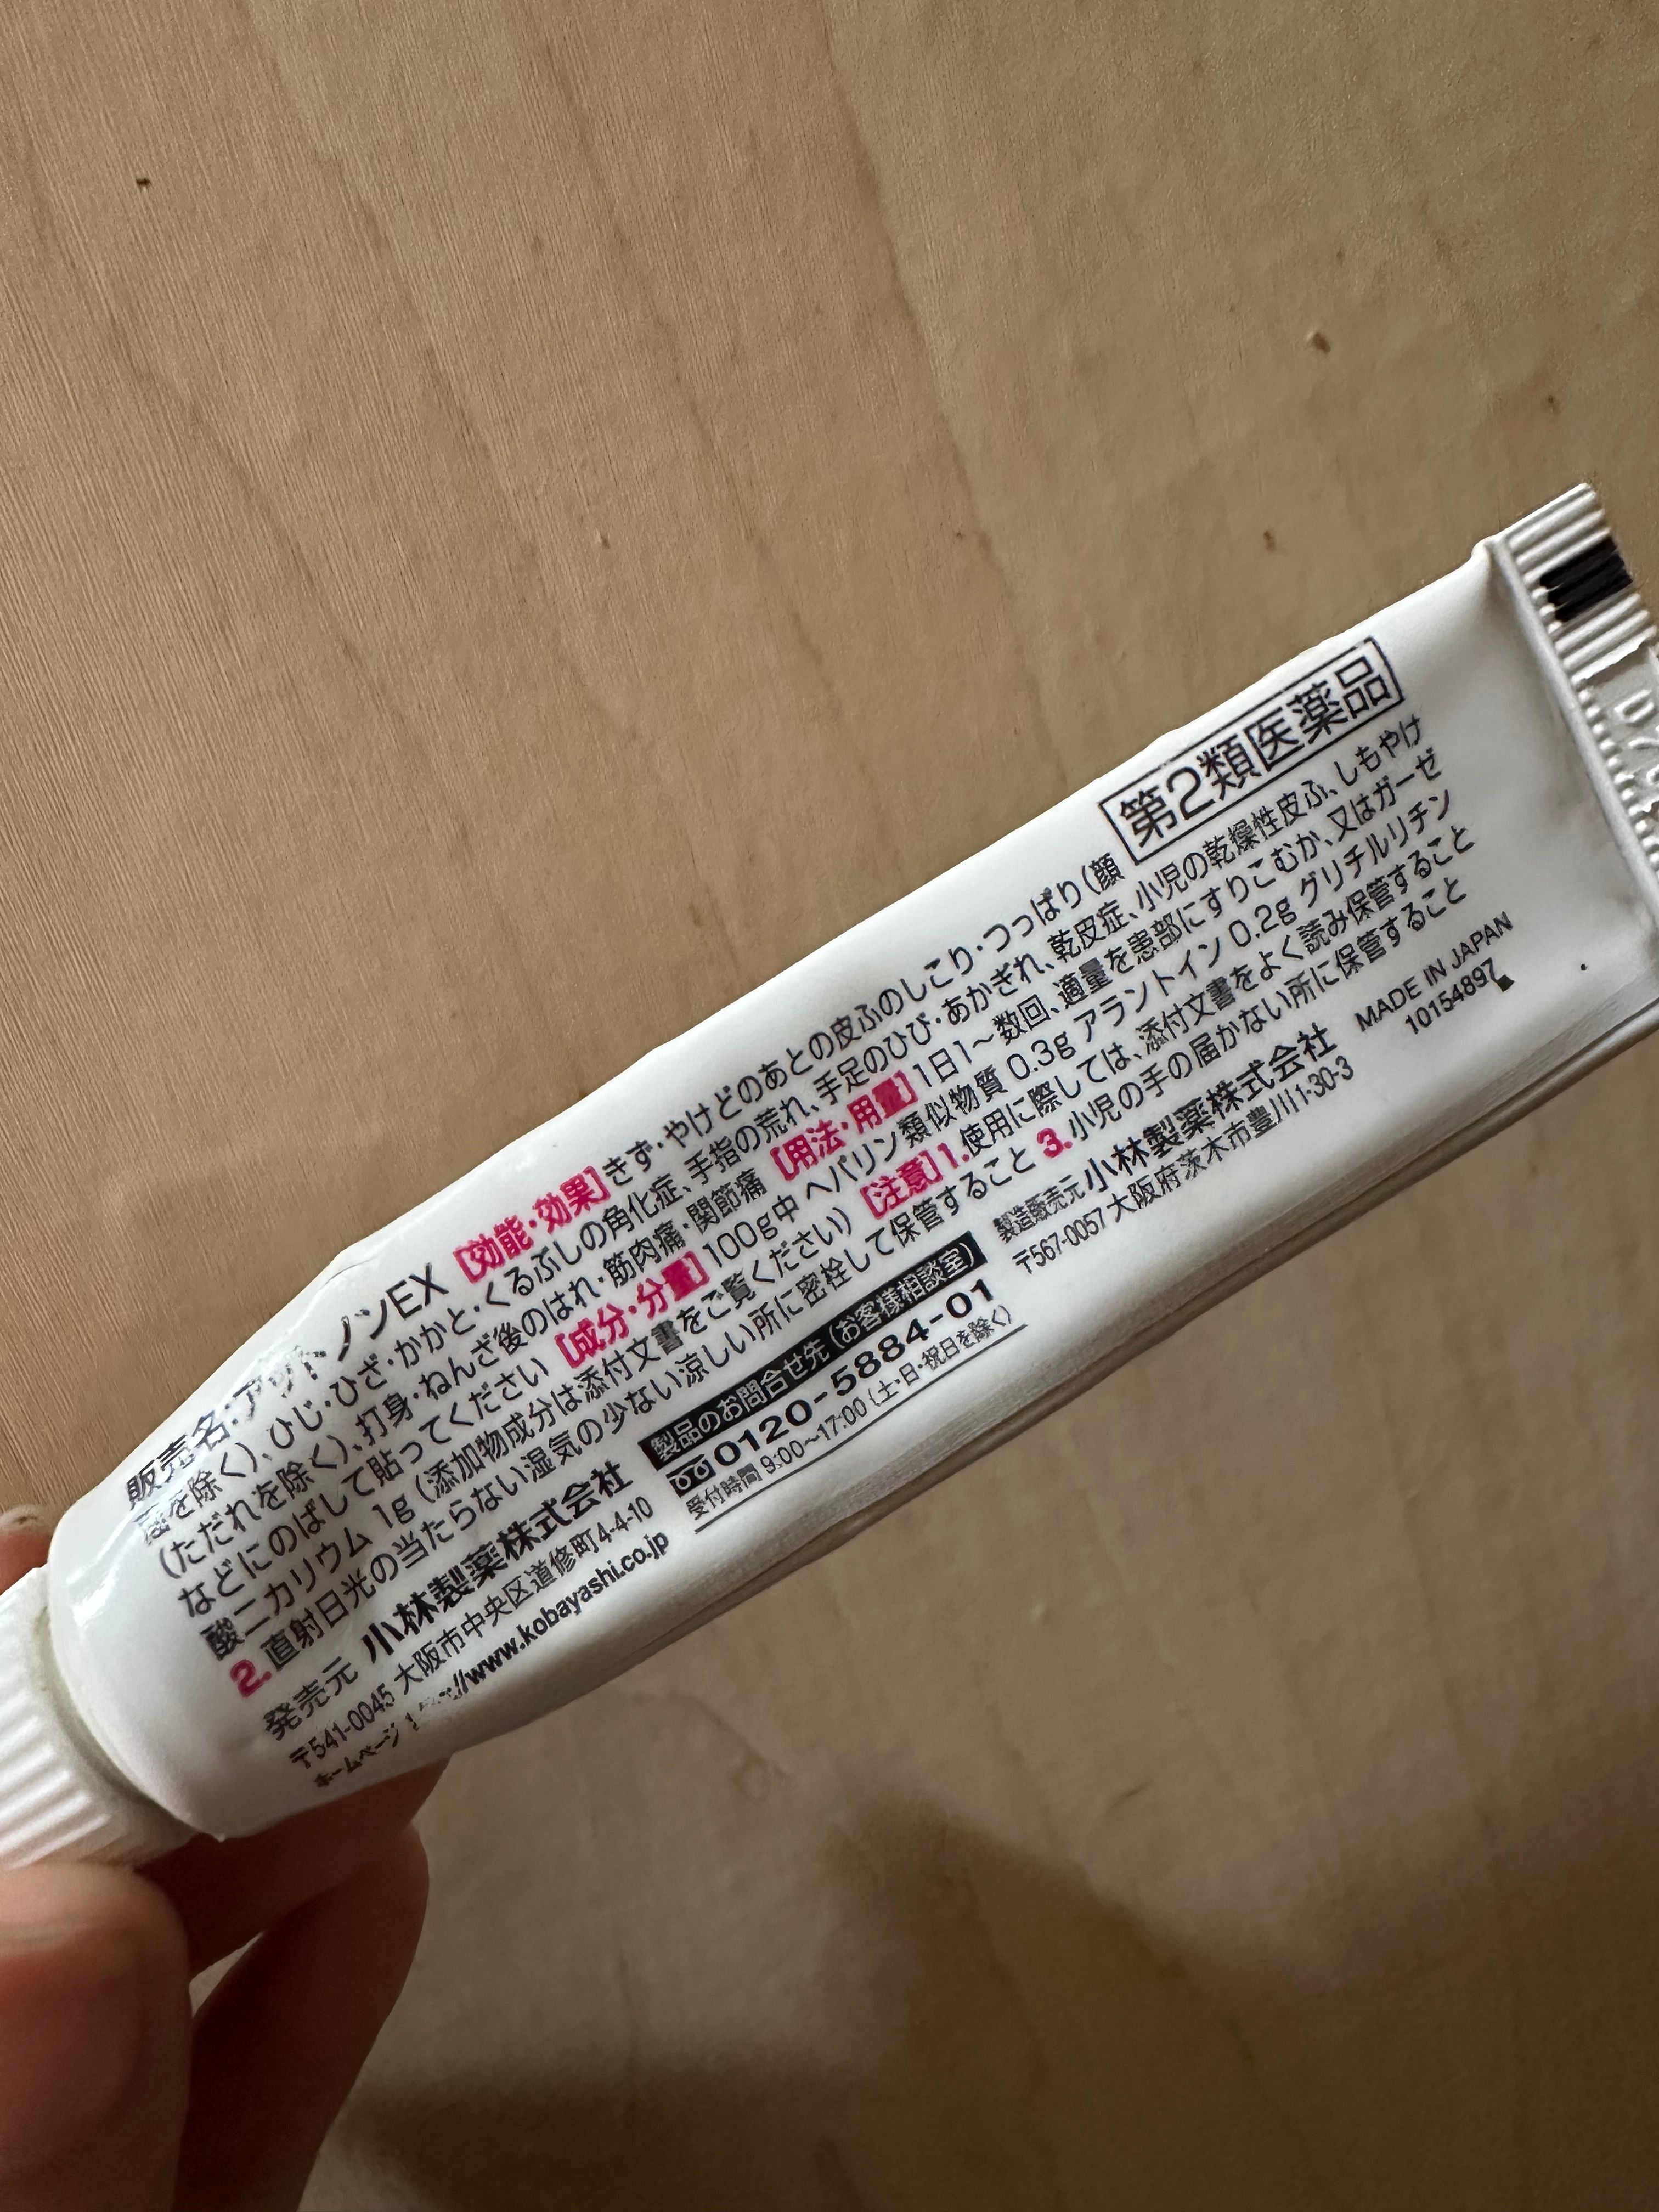 第2類医薬品
販売名:アットノンEX [効能・効果]きず・やけどのあとの皮ふのしこり・つっぱり(顔
面を除く)、ひじ・ひざ・かかと・くるぶしの角化症、手指の荒れ、手足のひび・あかぎれ、乾皮症、小児の乾燥性皮ふ、しもやけ
(ただれを除く)、打身・ねんざ後のはれ・筋肉痛・関節痛 [用法・用量]1日1〜数回、適量を患部にすりこむか、又はガーゼ
などにのばして貼ってください [成分・分量]100g中 ヘパリン類似物質 0.3g アラントイン 0.2g グリチルリチン
酸二カリウム 1g(添加物成分は添付文書をご覧ください) [注意]1.使用に際しては、添付文書をよく読み保管すること
2.直射日光の当たらない湿気の少ない涼しい所に密栓して保管すること 3.小児の手の届かない所に保管すること
発売元 小林製薬株式会社
〒541-0045 大阪市中央区道修町4-4-10
ホームページ www.kobayashi.co.jp
製品のお問合せ先(お客様相談室)
0120-5884-01
受付時間 9:00〜17:00(土・日・祝日を除く)
製造販売元 小林製薬株式会社
〒567-0057 大阪府茨木市豊川1-30-3
MADE IN JAPAN
10154897